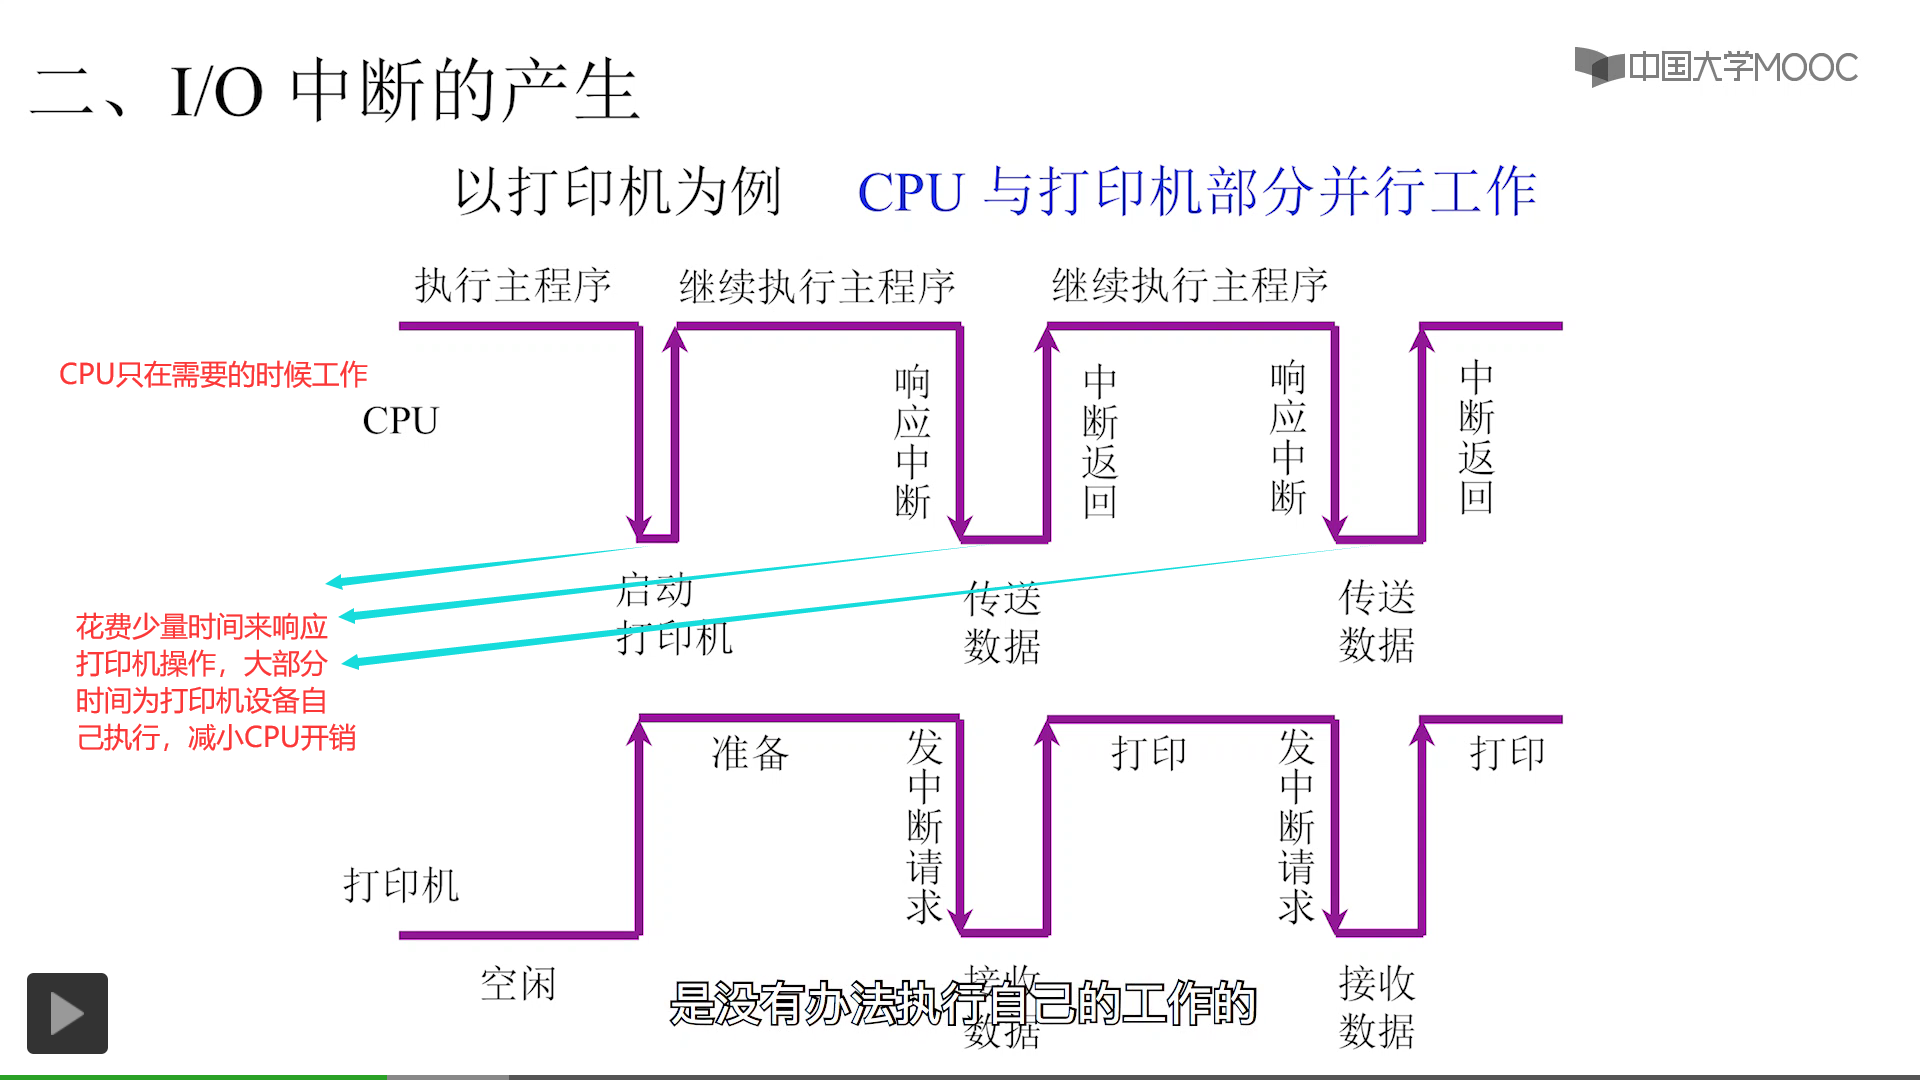 二、I/O 中断的产生
中国大学MOOC
以打印机为例 CPU 与打印机部分并行工作
执行主程序
继续执行主程序
继续执行主程序
CPU只在需要的时候工作
CPU
响应中断
中断返回
响应中断
中断返回
启动
打印机
传送
数据
传送
数据
花费少量时间来响应
打印机操作，大部分
时间为打印机设备自
己执行，减小CPU开销
打印机
空闲
准备
发中断请求
打印
发中断请求
打印
接收
数据
接收
数据
是没有办法执行自己的工作的